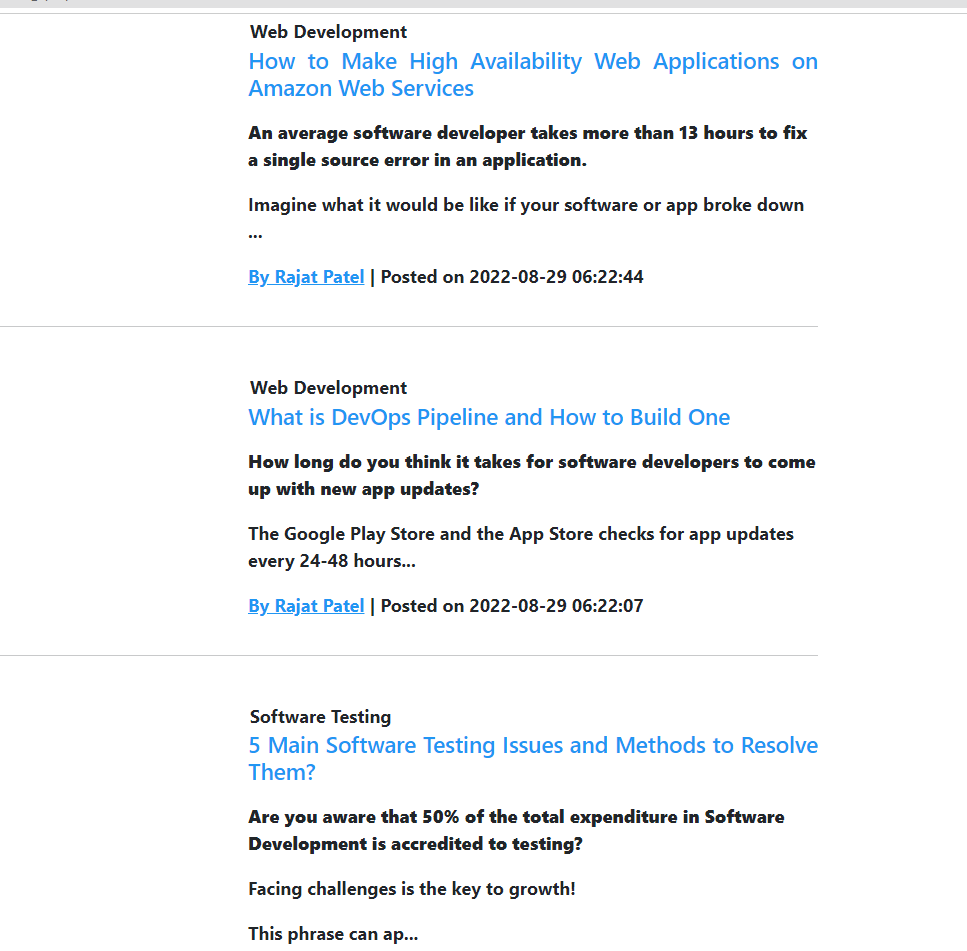 Web Development
How to Make High Availability Web Applications on
Amazon Web Services
An average software developer takes more than 13 hours to fix
a single source error in an application.
Imagine what it would be like if your software or app broke down
...
By Rajat Patel | Posted on 2022-08-29 06:22:44
Web Development
What is DevOps Pipeline and How to Build One
How long do you think it takes for software developers to come
up with new app updates?
The Google Play Store and the App Store checks for app updates
every 24-48 hours...
By Rajat Patel | Posted on 2022-08-29 06:22:07
Software Testing
5 Main Software Testing Issues and Methods to Resolve
Them?
Are you aware that 50% of the total expenditure in Software
Development is accredited to testing?
Facing challenges is the key to growth!
This phrase can ap...